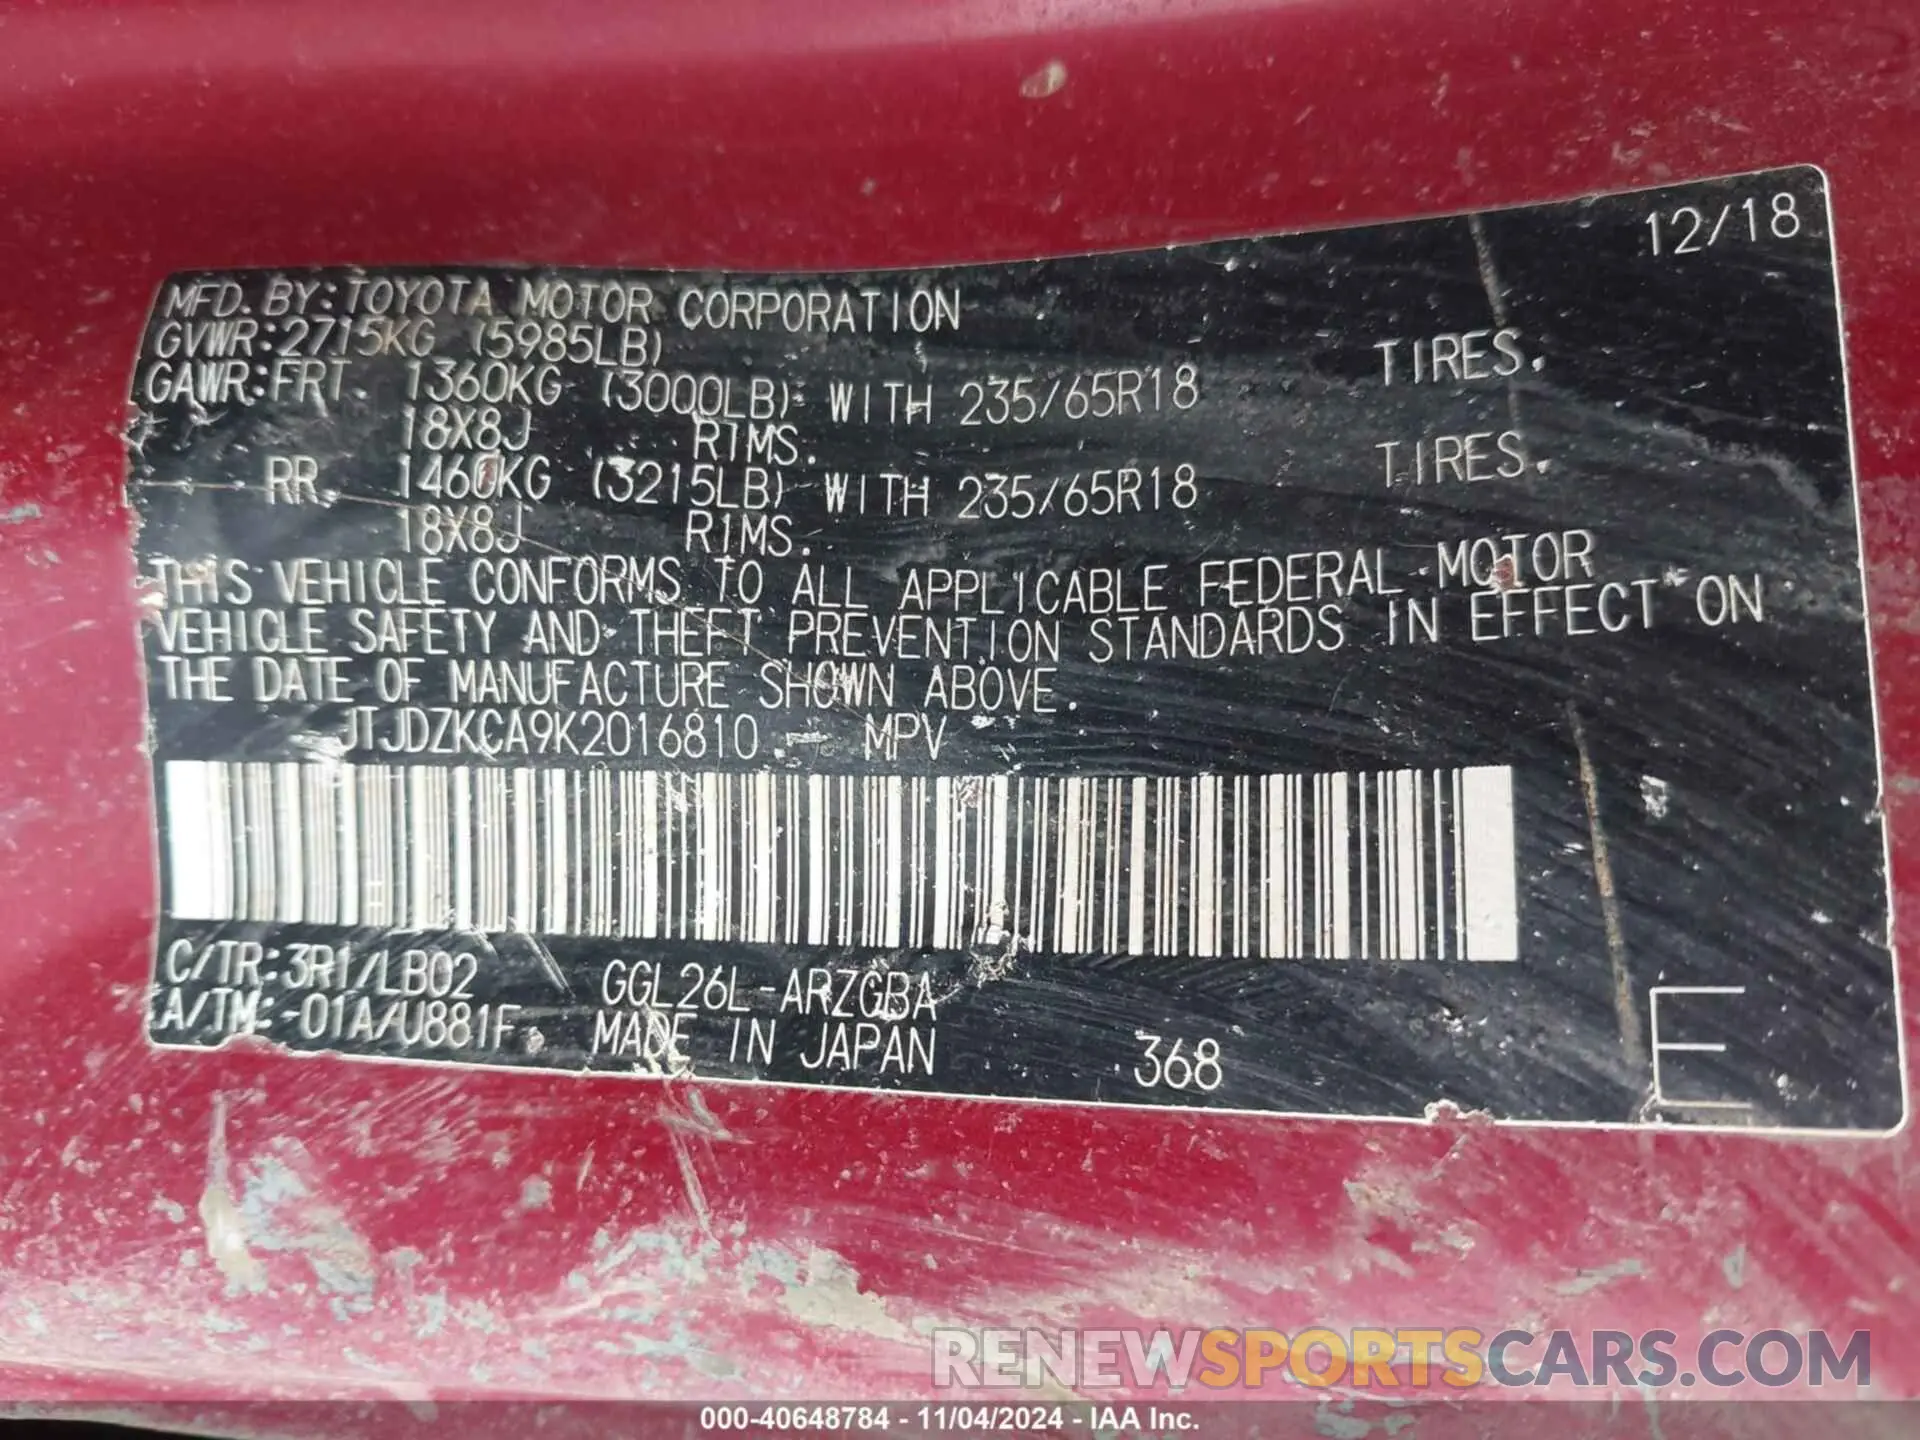 12/18
MFD. BY: TOYOTA MOTOR CORPORATION
GVWR: 2715KG (5985LB)
GAWR: FRT. 1360KG (3000LB) WITH 235/65R18 TIRES.
18X8J RIMS.
RR. 1460KG (3215LB) WITH 235/65R18 TIRES.
18X8J RIMS.
THIS VEHICLE CONFORMS TO ALL APPLICABLE FEDERAL MOTOR
VEHICLE SAFETY AND THEFT PREVENTION STANDARDS IN EFFECT ON
THE DATE OF MANUFACTURE SHOWN ABOVE.
JTJDZKCA9K2016810 MPV
C/TR: 3R1/LB02 GGL26L-ARZGBA
A/TM: -01A/U881F MADE IN JAPAN 368
E
RENEWSPORTSCARS.COM
000-40648784 - 11/04/2024 - IAA Inc.